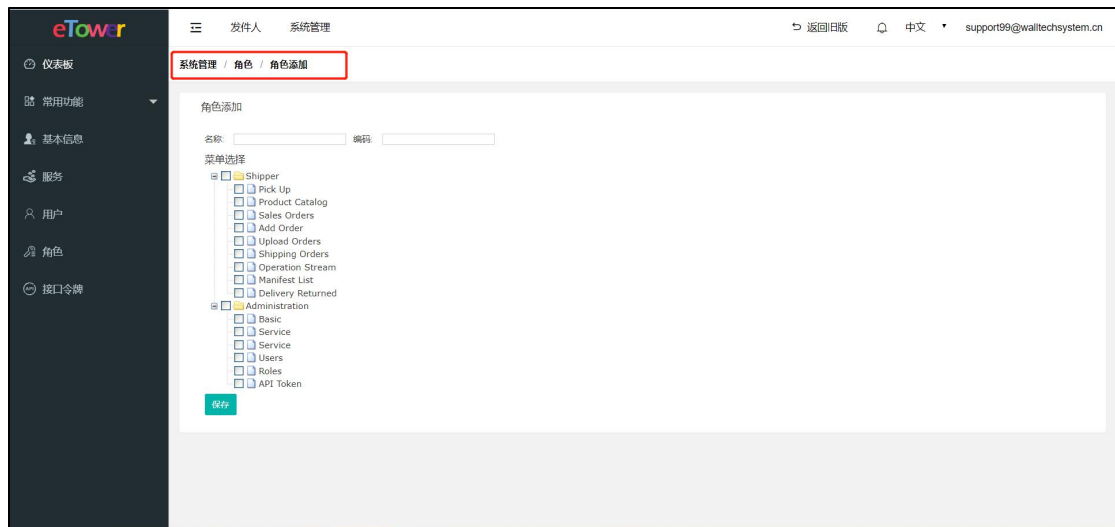 eTower
发件人 系统管理 返回旧版 中文 support99@walltechsystem.cn
仪表板
常用功能
基本信息
服务
用户
角色
接口令牌
系统管理 / 角色 / 角色添加
角色添加
名称: 编码:
菜单选择
Shipper
Pick Up
Product Catalog
Sales Orders
Add Order
Upload Orders
Shipping Orders
Operation Stream
Manifest List
Delivery Returned
Administration
Basic
Service
Service
Users
Roles
API Token
保存